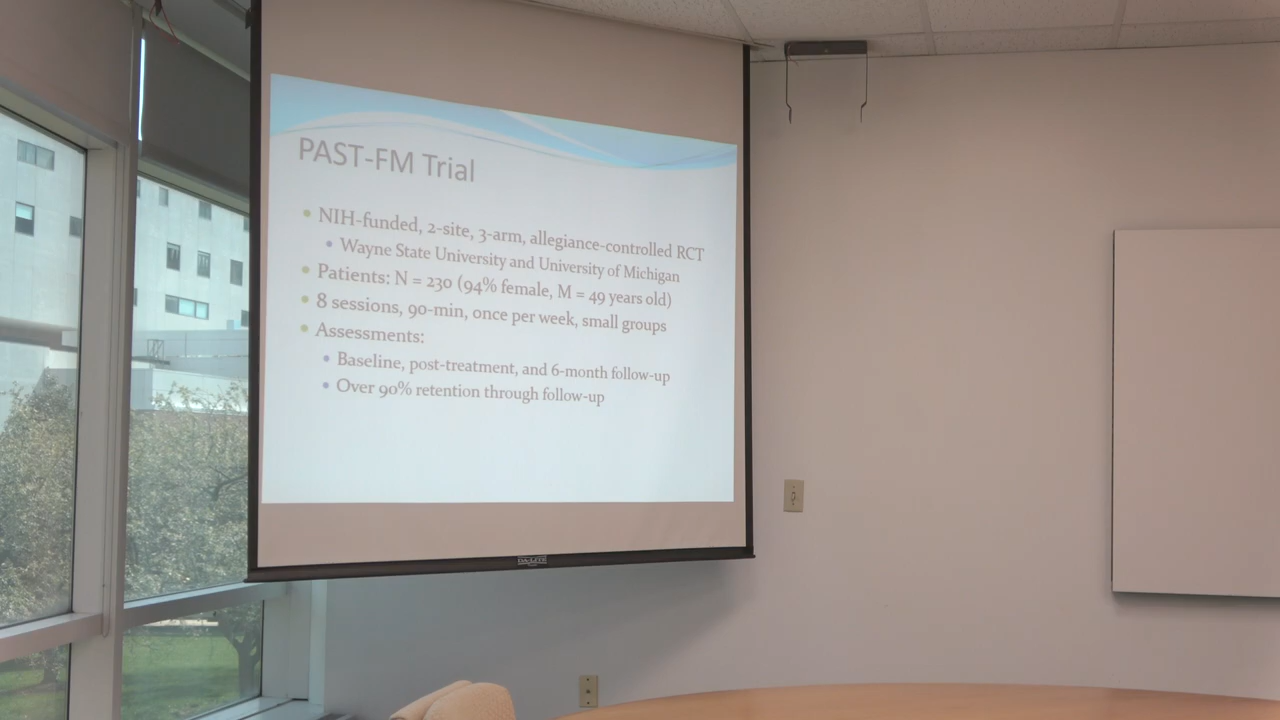 PAST-FM Trial
• NIH-funded, 2-site, 3-arm, allegiance-controlled RCT
• Wayne State University and University of Michigan
• Patients: N = 230 (94% female, M = 49 years old)
• 8 sessions, 90-min, once per week, small groups
• Assessments:
• Baseline, post-treatment, and 6-month follow-up
• Over 90% retention through follow-up
DA-LITE